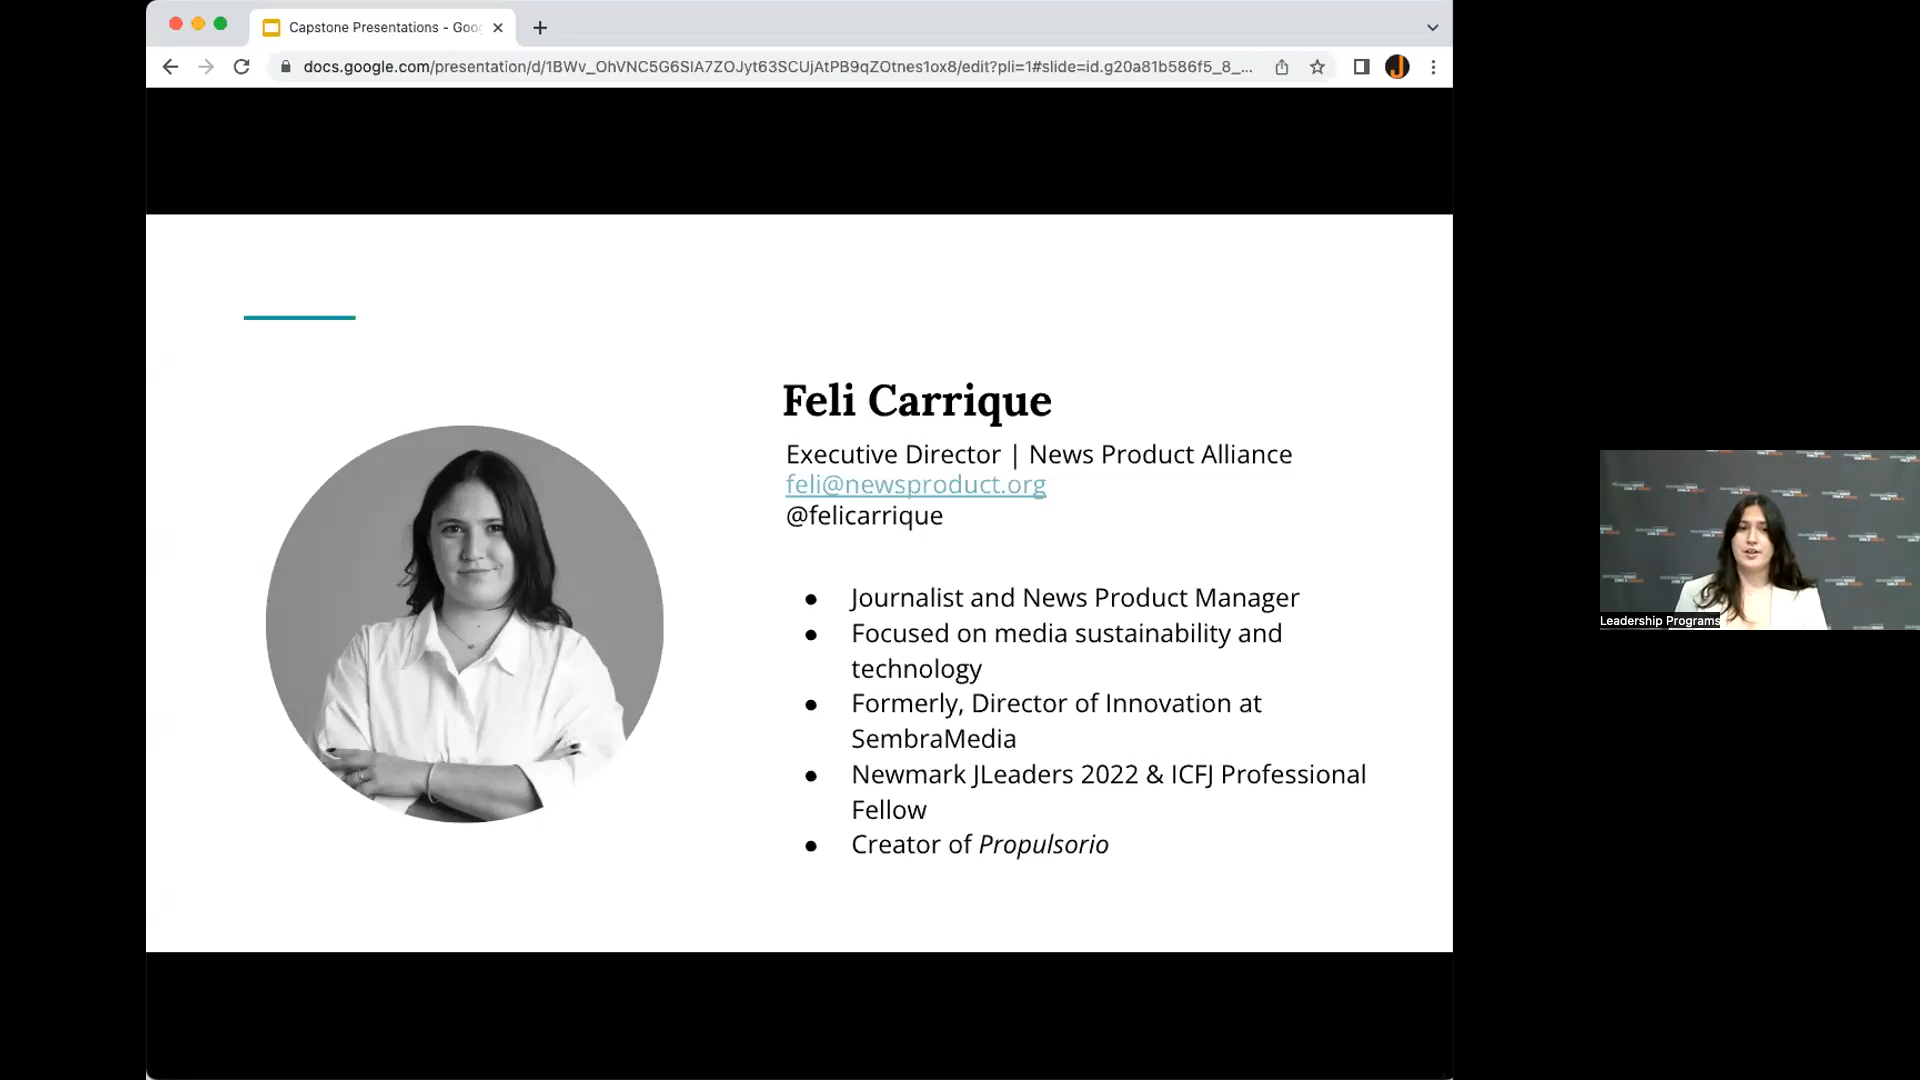 Capstone Presentations - Goo
docs.google.com/presentation/d/1BWv_OhVNC5G6SIA7ZOJyt63SCUjAtPB9qZOtnes1ox8/edit?pli=1#slide=id.g20a81b586f5_8_...
Feli Carrique
Executive Director | News Product Alliance
feli@newsproduct.org
@felicarrique
● Journalist and News Product Manager
● Focused on media sustainability and
technology
● Formerly, Director of Innovation at
SembraMedia
● Newmark JLeaders 2022 & ICFJ Professional
Fellow
● Creator of Propulsorio
Leadership Programs